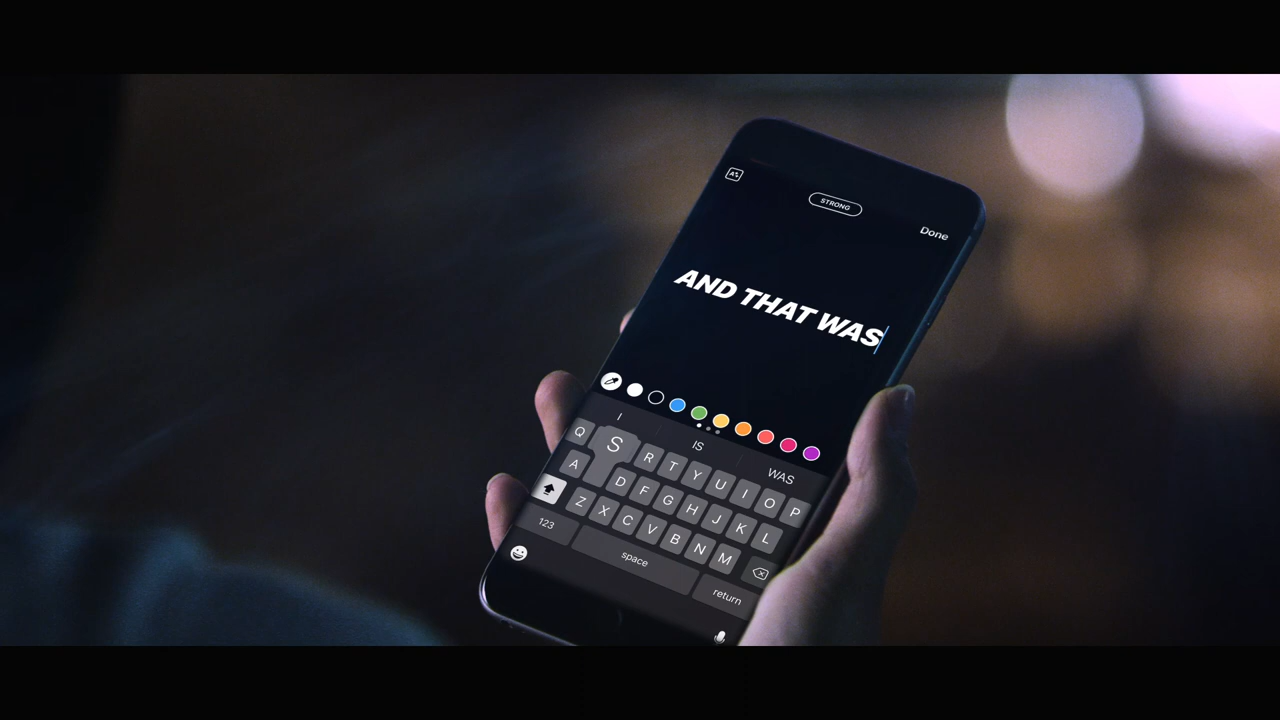 STRONG
Done
AND THAT WAS
I IS WAS
Q S R T Y U I O P
A D F G H J K L
Z X C V B N M
123 space return